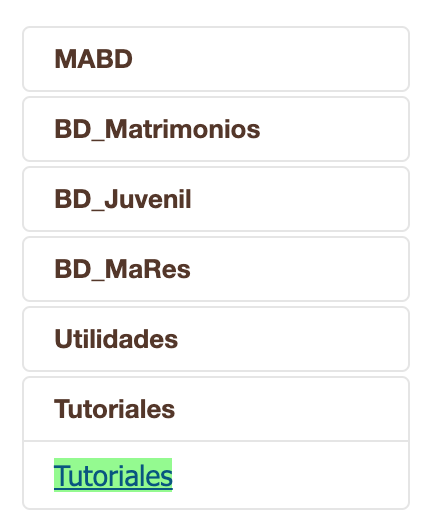 MABD
BD_Matrimonios
BD_Juvenil
BD_MaRes
Utilidades
Tutoriales
Tutoriales